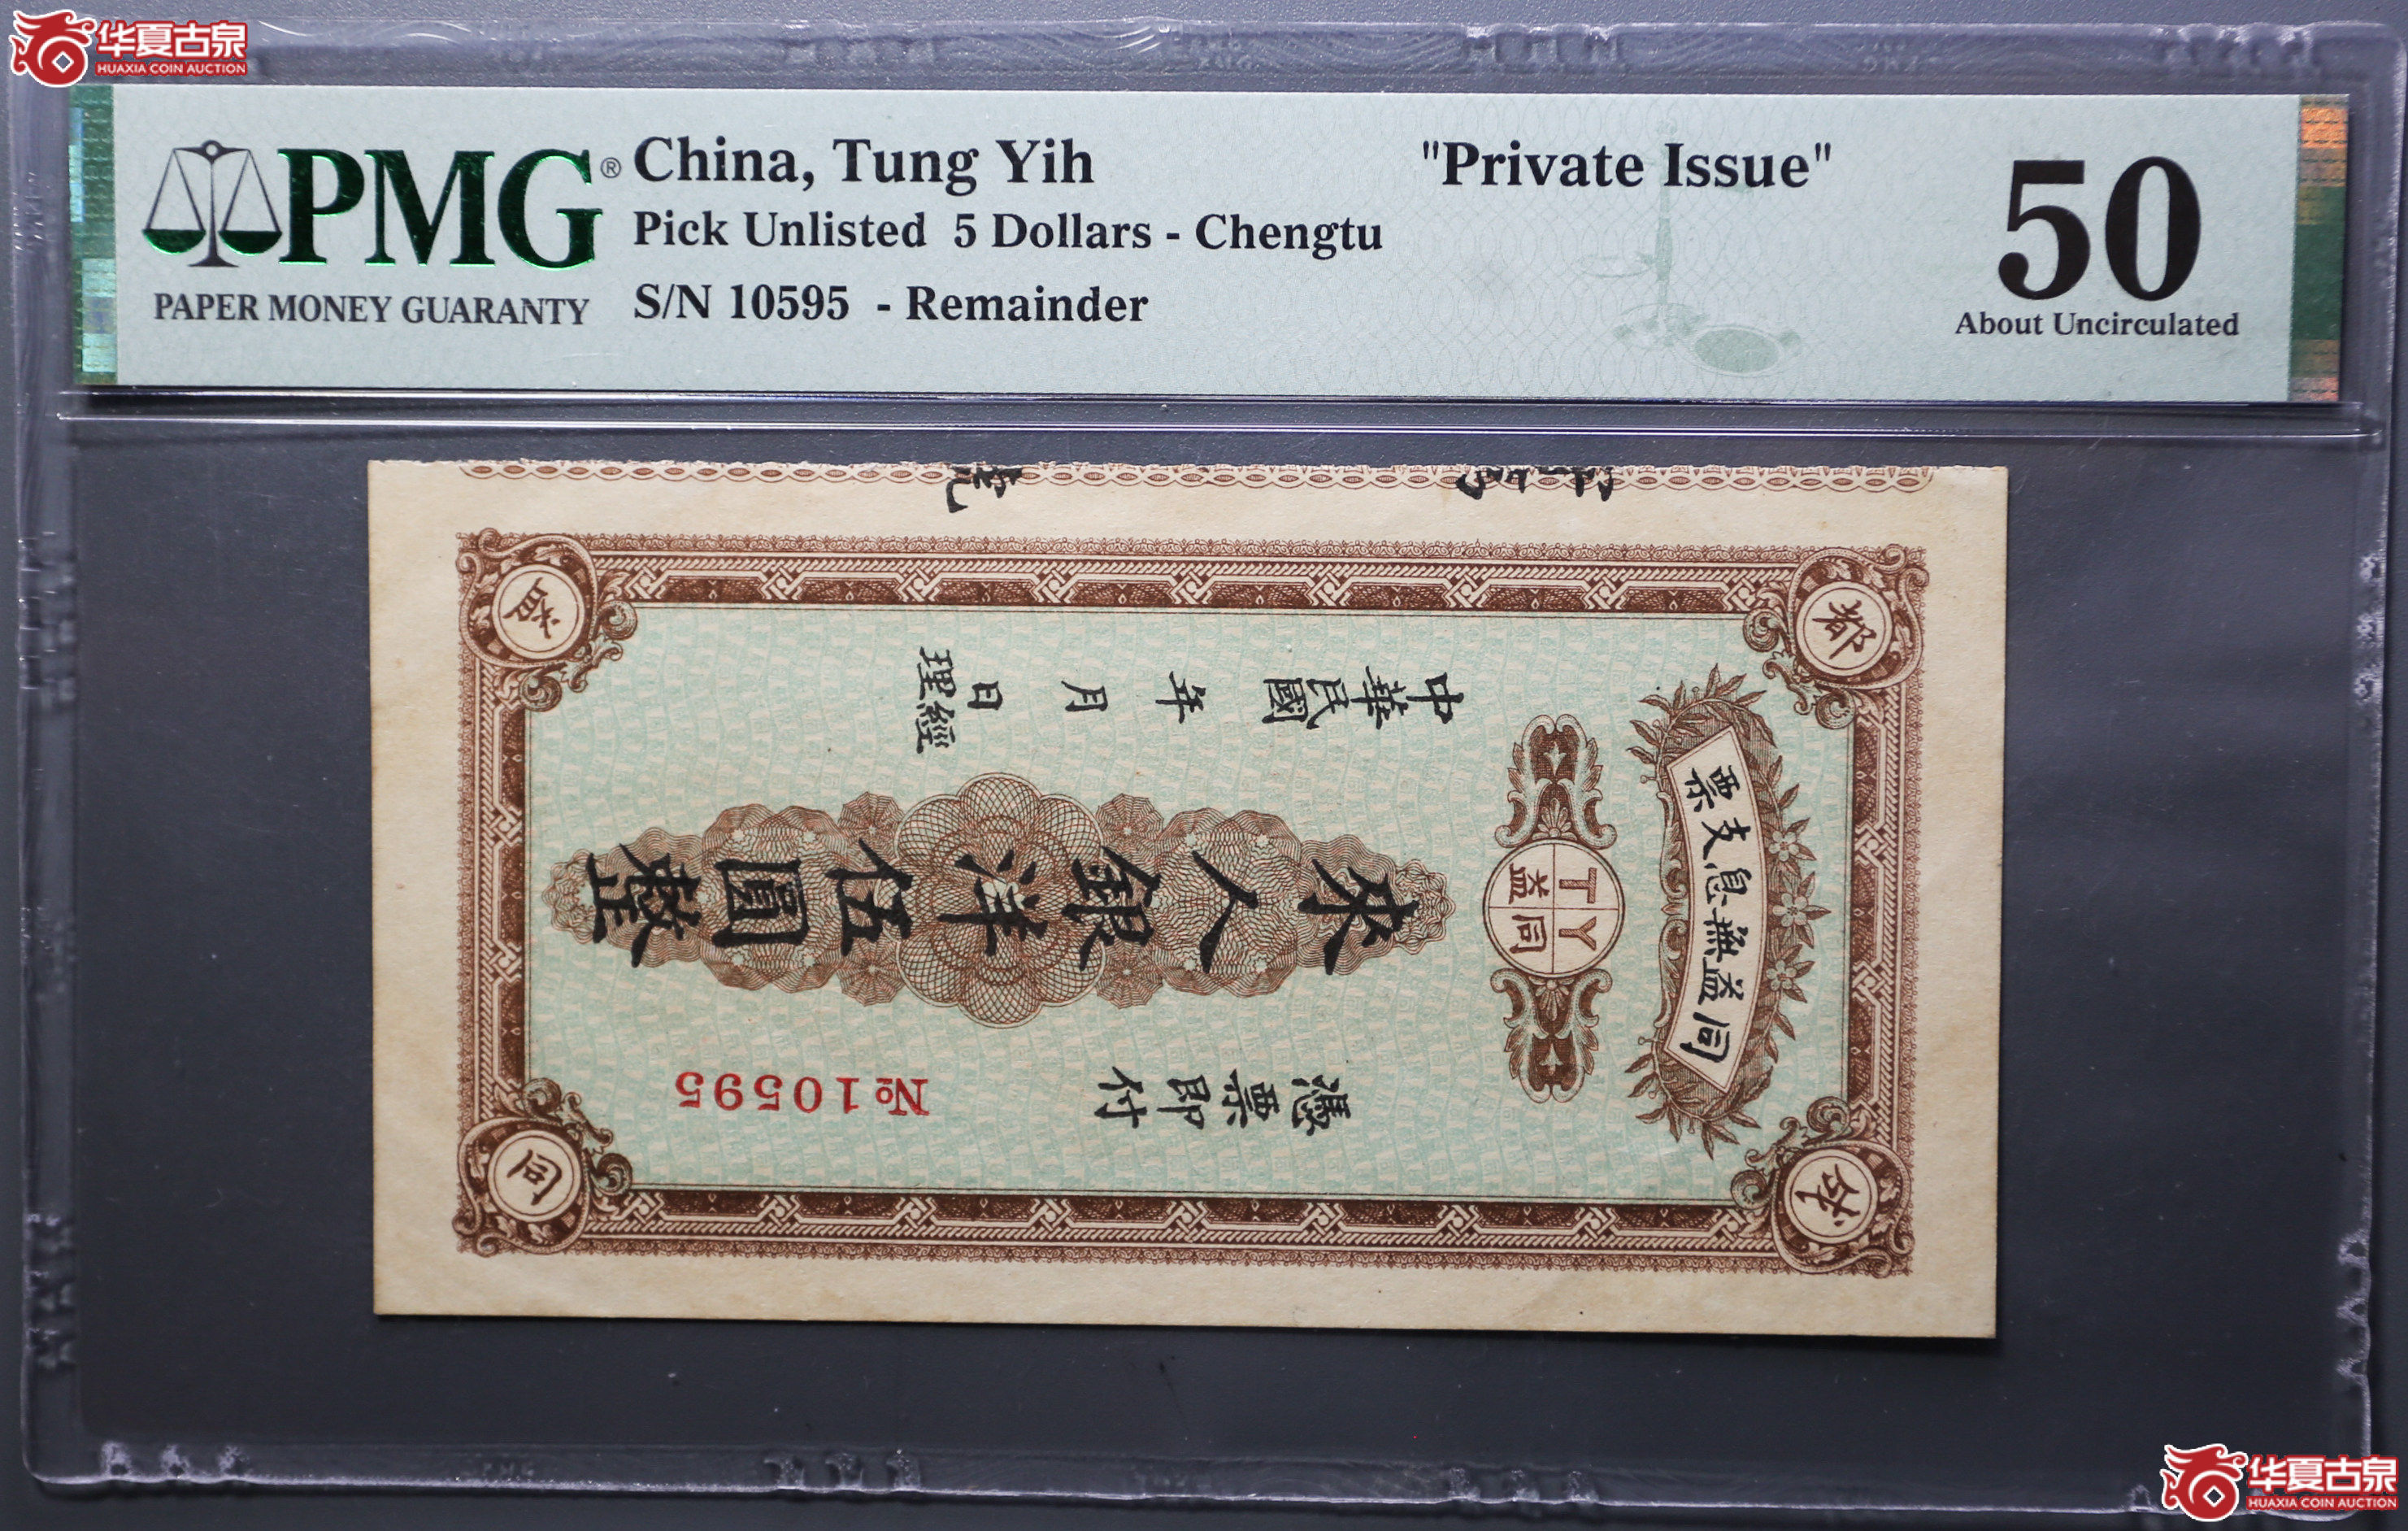 华夏古泉
HUAXIA COIN AUCTION
PMG®
PAPER MONEY GUARANTY
China, Tung Yih
"Private Issue"
Pick Unlisted 5 Dollars - Chengtu
S/N 10595 - Remainder
50
About Uncirculated
同益無息支票
成
都
同
益
TY
同益
憑票即付
№10595
來人銀洋伍圓整
中華民國 年 月 日
經理
华夏古泉
HUAXIA COIN AUCTION